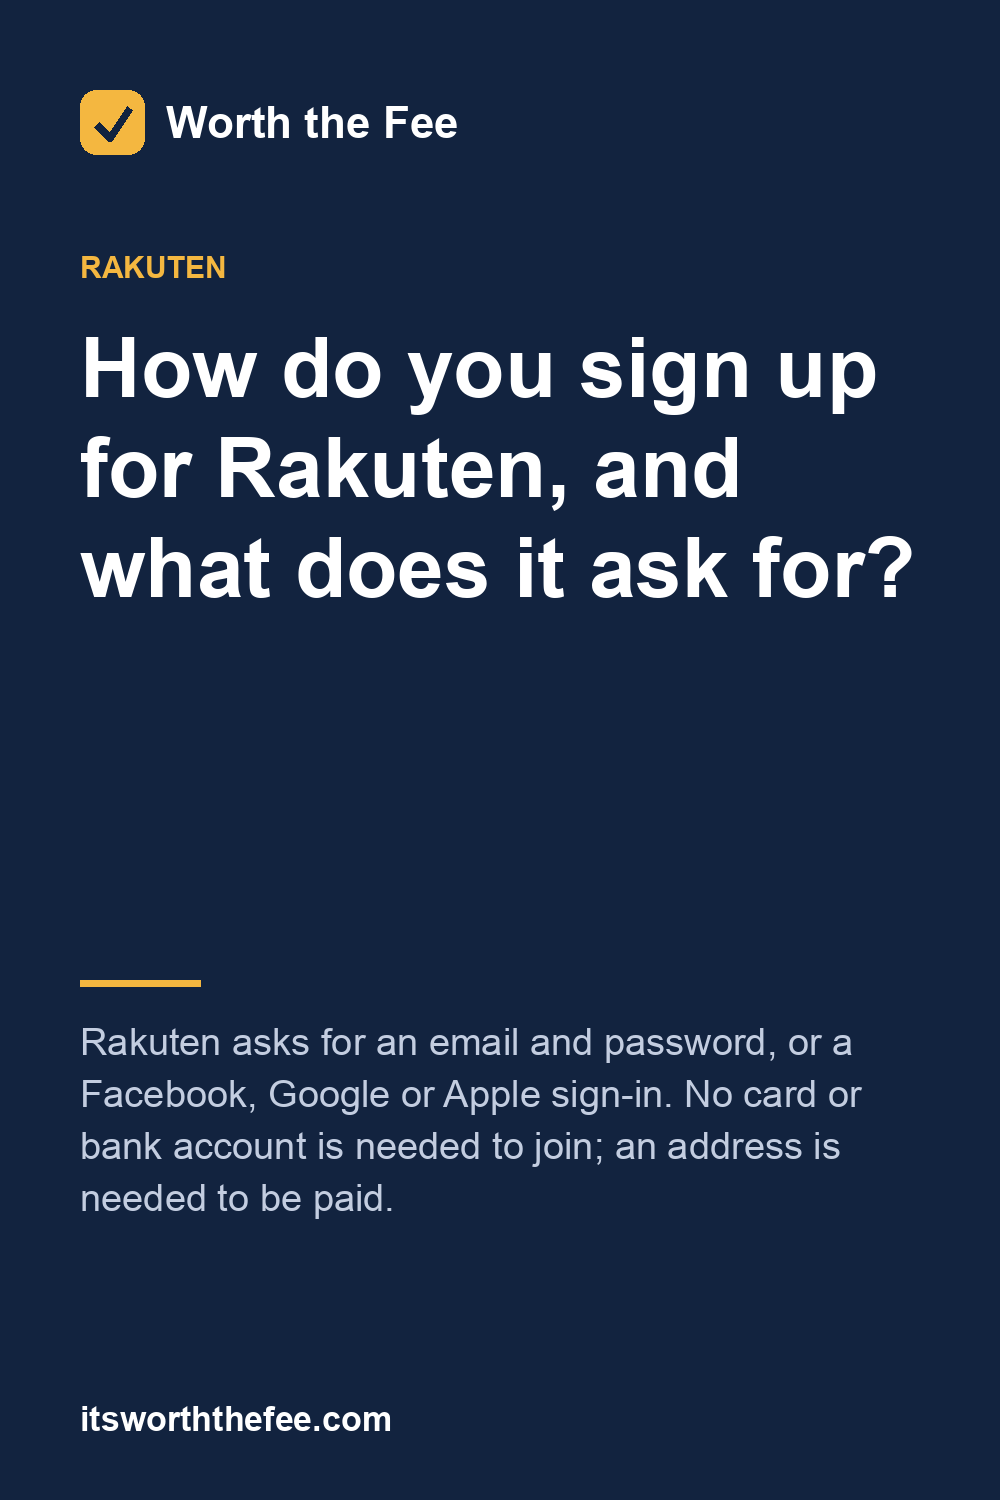 Worth the Fee
RAKUTEN
How do you sign up
for Rakuten, and
what does it ask for?
Rakuten asks for an email and password, or a
Facebook, Google or Apple sign-in. No card or
bank account is needed to join; an address is
needed to be paid.
itsworththefee.com